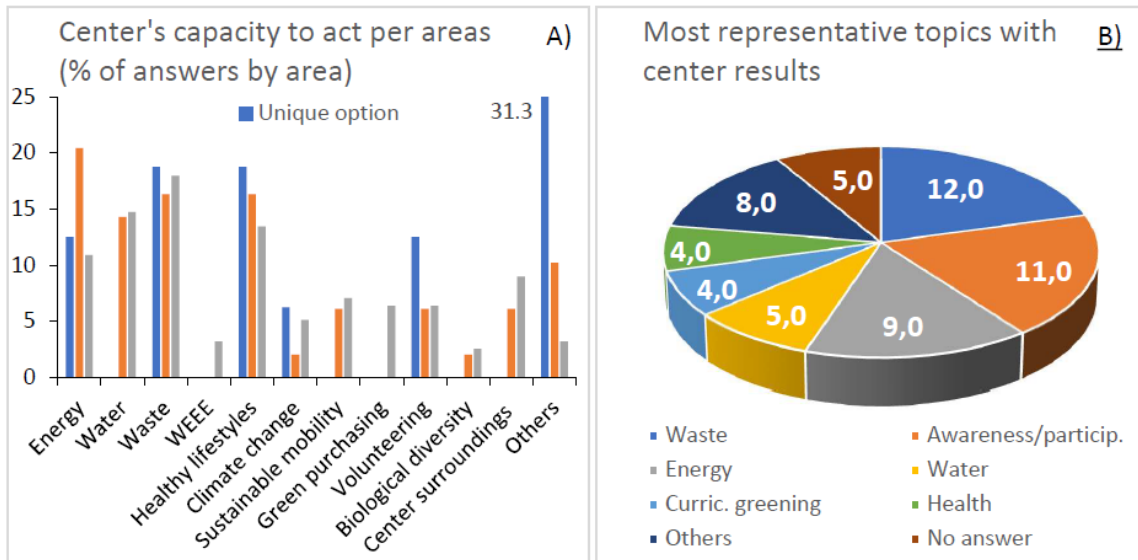 Center's capacity to act per areas
(% of answers by area)
A)
25
20
15
10
5
0
Unique option
31.3
Energy
Water
Waste
WEEE
Healthy lifestyles
Climate change
Sustainable mobility
Green purchasing
Volunteering
Biological diversity
Center surroundings
Others
Most representative topics with
center results
B)
12,0
11,0
9,0
5,0
4,0
4,0
8,0
5,0
Waste
Awareness/particip.
Energy
Water
Curric. greening
Health
Others
No answer